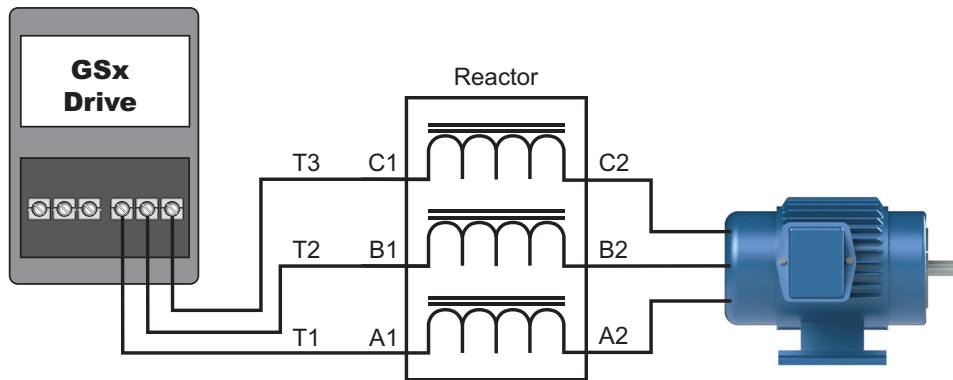 GSx
Drive
Reactor
T3 C1 C2
T2 B1 B2
T1 A1 A2